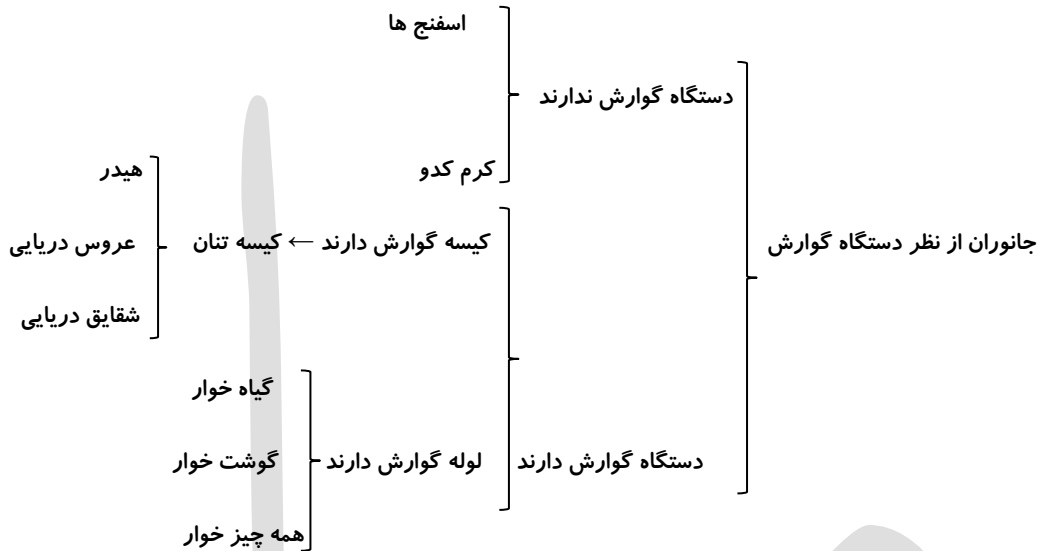 اسفنج ها
دستگاه گوارش ندارند
کرم کدو
هیدر
جانوران از نظر دستگاه گوارش
کیسه گوارش دارند ← کیسه تنان
عروس دریایی
شقایق دریایی
گیاه خوار
دستگاه گوارش دارند
لوله گوارش دارند
گوشت خوار
همه چیز خوار